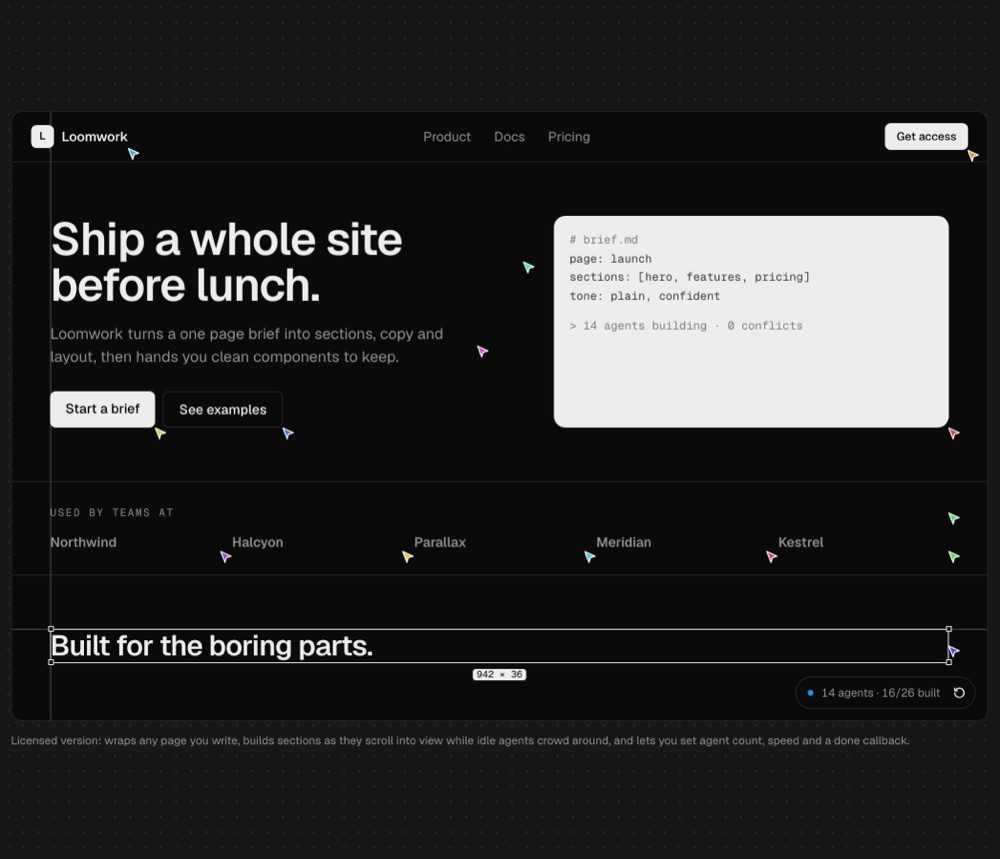 L Loomwork Product Docs Pricing Get access
Ship a whole site
before lunch.
Loomwork turns a one page brief into sections, copy and
layout, then hands you clean components to keep.
Start a brief See examples
# brief.md
page: launch
sections: [hero, features, pricing]
tone: plain, confident
> 14 agents building · 0 conflicts
USED BY TEAMS AT
Northwind Halcyon Parallax Meridian Kestrel
Built for the boring parts.
942 × 36
14 agents · 16/26 built
Licensed version: wraps any page you write, builds sections as they scroll into view while idle agents crowd around, and lets you set agent count, speed and a done callback.